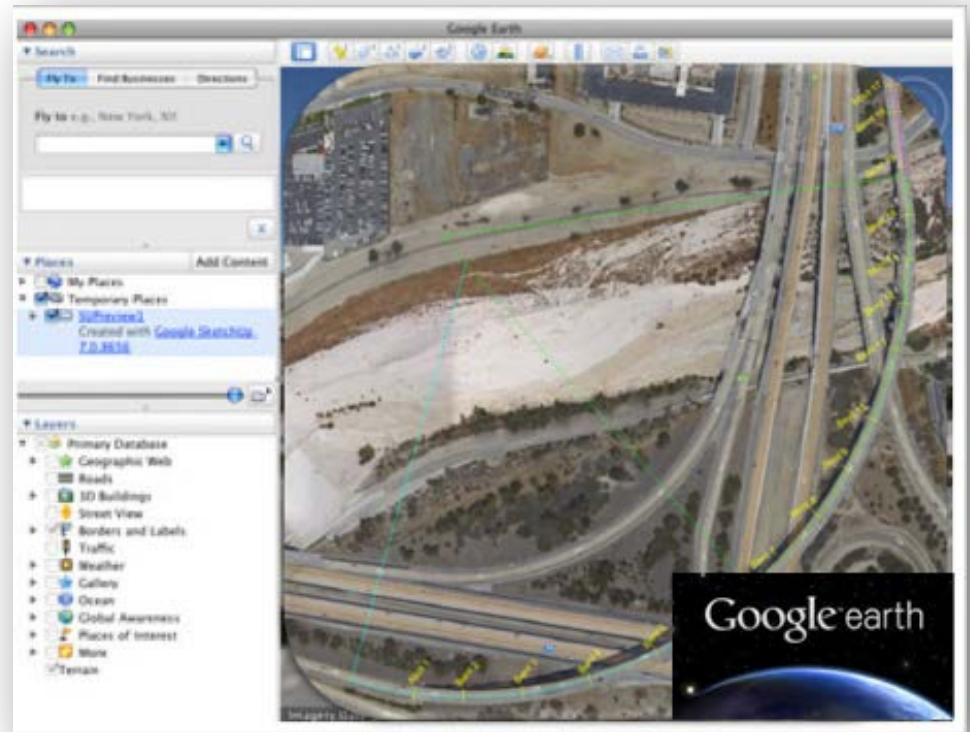 Google Earth
Search
Fly To Find Businesses Directions
Fly to e.g., New York, NY
Places Add Content
My Places
Temporary Places
SUPreview1
Created with Google SketchUp
7.0.8656
Layers
Primary Database
Geographic Web
Roads
3D Buildings
Street View
Borders and Labels
Traffic
Weather
Gallery
Ocean
Global Awareness
Places of Interest
More
Terrain
Google earth